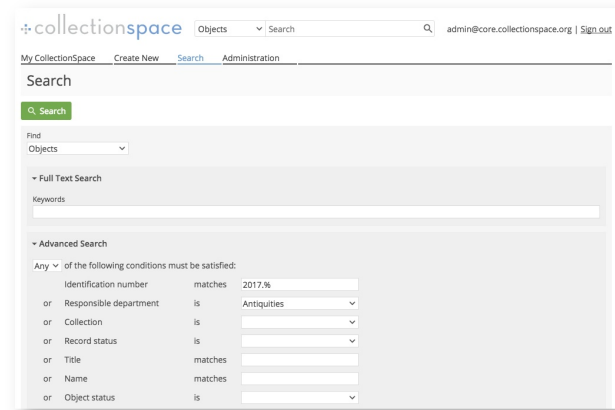 collectionspace Objects Search admin@core.collectionspace.org | Sign out
My CollectionSpace Create New Search Administration
Search
Search
Find
Objects
Full Text Search
Keywords
Advanced Search
Any of the following conditions must be satisfied:
Identification number matches 2017.%
or Responsible department is Antiquities
or Collection is
or Record status is
or Title matches
or Name matches
or Object status is